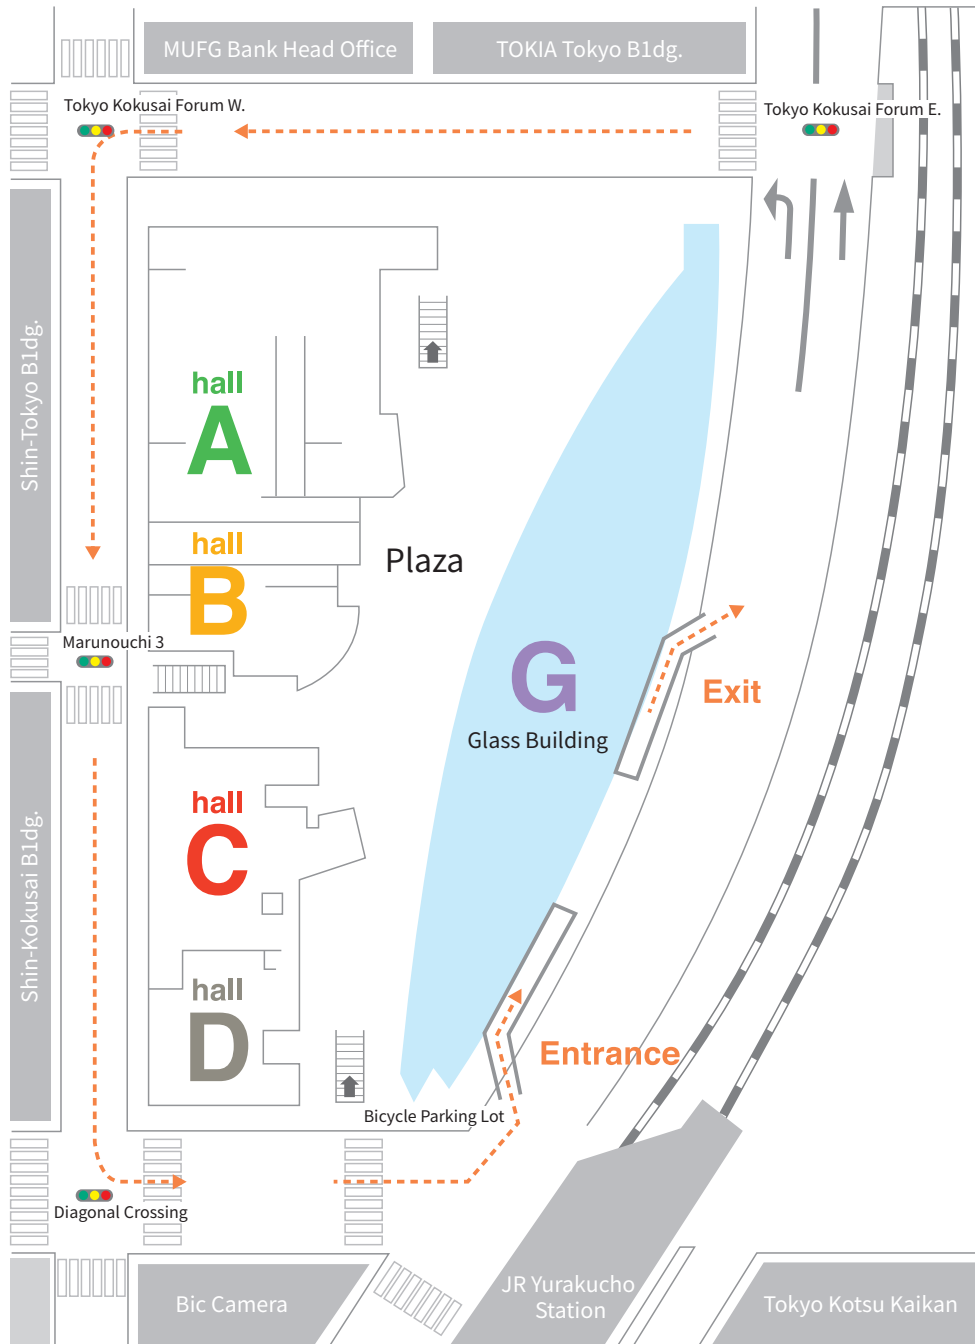 MUFG Bank Head Office
TOKIA Tokyo B1dg.
Tokyo Kokusai Forum W.
Tokyo Kokusai Forum E.
Shin-Tokyo B1dg.
hall
A
hall
B
Plaza
Marunouchi 3
G
Glass Building
Exit
Shin-Kokusai B1dg.
hall
C
hall
D
Entrance
Bicycle Parking Lot
Diagonal Crossing
Bic Camera
JR Yurakucho
Station
Tokyo Kotsu Kaikan